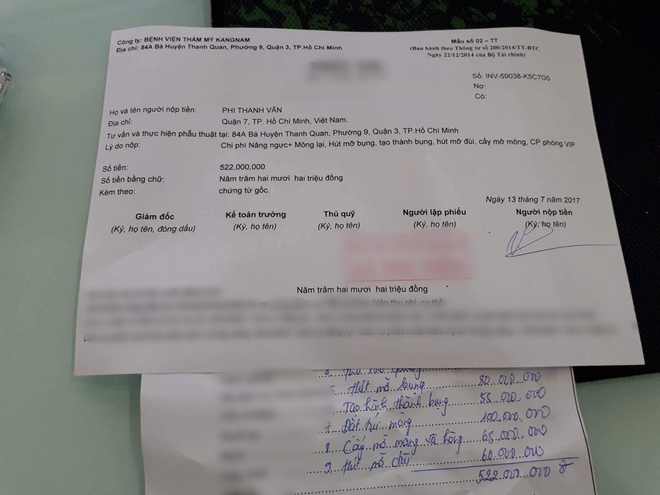 Công ty: BỆNH VIỆN THẨM MỸ KANGNAM
Địa chỉ: 84A Bà Huyện Thanh Quan, Phường 9, Quận 3, TP.Hồ Chí Minh
Mẫu số 02 – TT
(Ban hành theo Thông tư số 200/2014/TT-BTC
Ngày 22/12/2014 của Bộ Tài chính)
Số: INV-59038-K5C7G0
Nợ:
Có:
Họ và tên người nộp tiền: PHI THANH VÂN
Địa chỉ: Quận 7, TP. Hồ Chí Minh, Việt Nam.
Tư vấn và thực hiện phẫu thuật tại: 84A Bà Huyện Thanh Quan, Phường 9, Quận 3, TP.Hồ Chí Minh
Lý do nộp: Chi phí Nâng ngực+ Mông lại, Hút mỡ bụng, tạo thành bụng, hút mỡ đùi, cấy mỡ mông, CP phòng Vip
Số tiền: 522,000,000
Số tiền bằng chữ: Năm trăm hai mươi hai triệu đồng
Kèm theo: chứng từ gốc.
Ngày 13 tháng 7 năm 2017
Giám đốc Kế toán trưởng Thủ quỹ Người lập phiếu Người nộp tiền
(Ký, họ tên, đóng dấu) (Ký, họ tên) (Ký, họ tên) (Ký, họ tên) (Ký, họ tên)
Năm trăm hai mươi hai triệu đồng
Hút mỡ bụng 80.000.000
Tạo hình thành bụng 55.000.000
Đặt túi mông 100.000.000
Cấy mỡ mông và hông 65.000.000
9. Hút mỡ đùi 60.000.000
522.000.000 đ